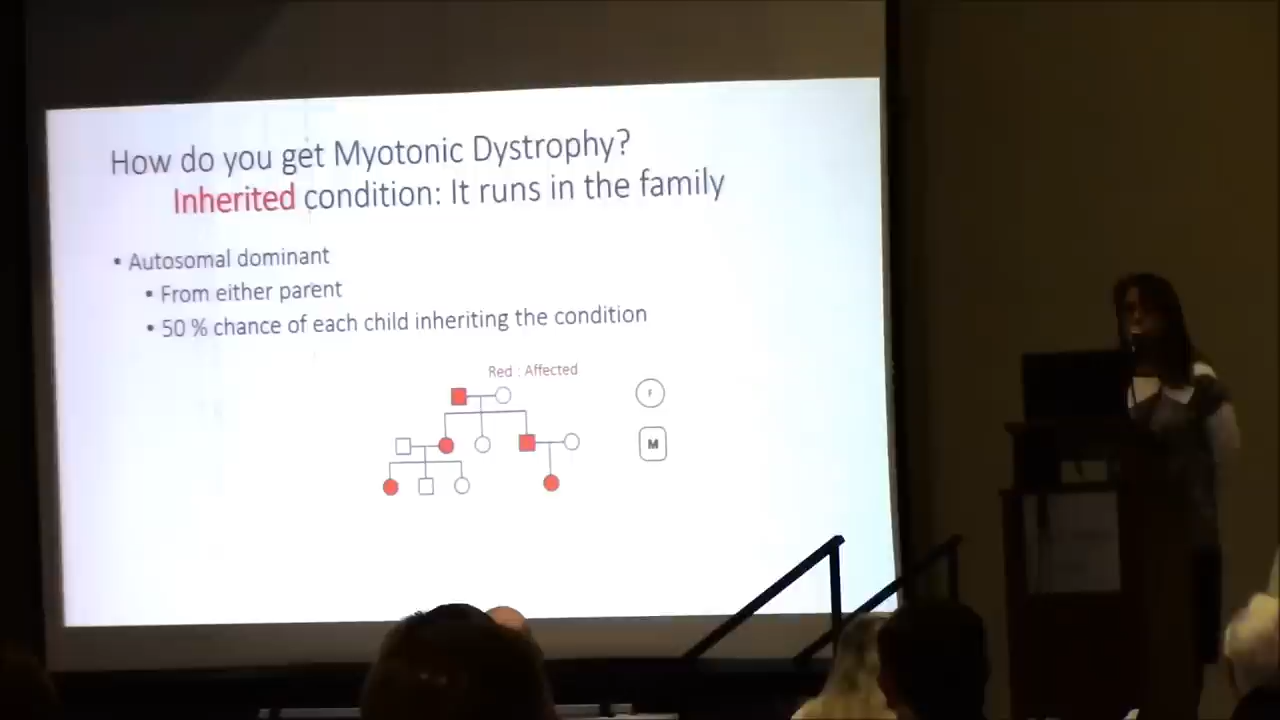 How do you get Myotonic Dystrophy?
Inherited condition: It runs in the family
• Autosomal dominant
• From either parent
• 50 % chance of each child inheriting the condition
Red : Affected
F
M